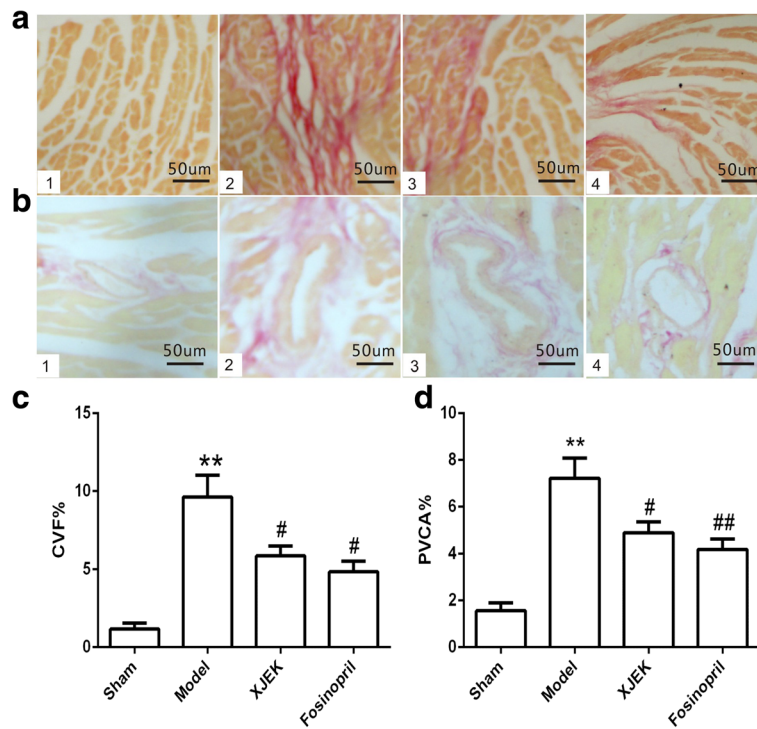 a
50um 50um 50um 50um
1 2 3 4
b
50um 50um 50um 50um
1 2 3 4
c
15
10
5
0
CVF%
**
#
#
Sham Model XJEK Fosinopril
d
10
8
6
4
2
0
PVCA%
**
#
##
Sham Model XJEK Fosinopril